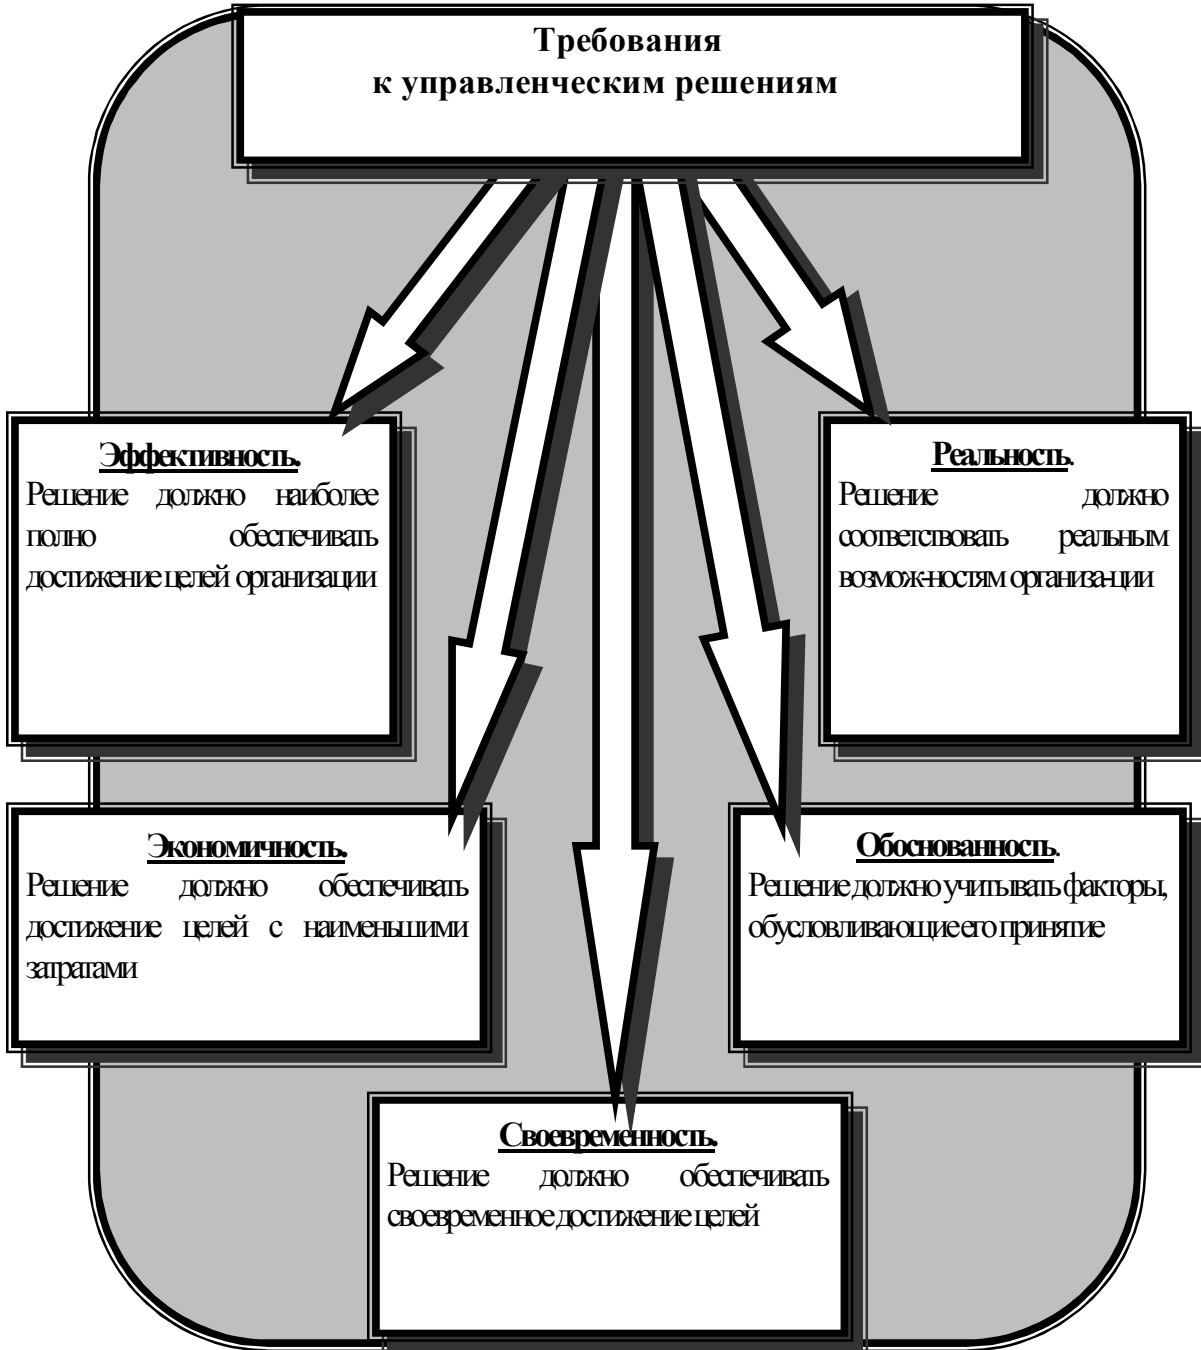 Требования
к управленческим решениям
Эффективность.
Решение должно наиболее
полно обеспечивать
достижение целей организации
Реальность.
Решение должно
соответствовать реальным
возмож-ностям организа-ции
Экономичность.
Решение должно обеспечивать
достижение целей с наименьшими
затратами
Обоснованность.
Решение должно учитывать факторы,
обусловливающие его принятие
Своевременность.
Решение должно обеспечивать
своевременное достижение целей